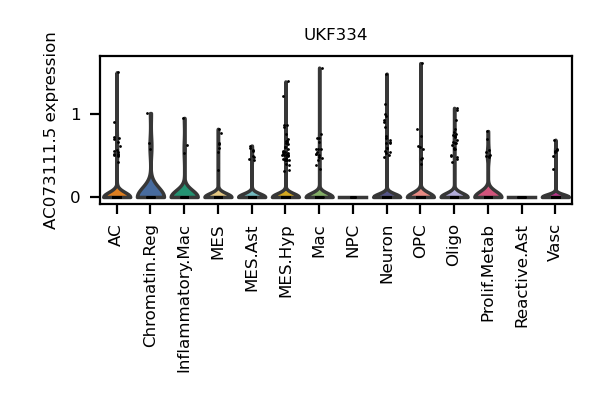 UKF334
AC073111.5 expression
1
0
AC
Chromatin.Reg
Inflammatory.Mac
MES
MES.Ast
MES.Hyp
Mac
NPC
Neuron
OPC
Oligo
Prolif.Metab
Reactive.Ast
Vasc